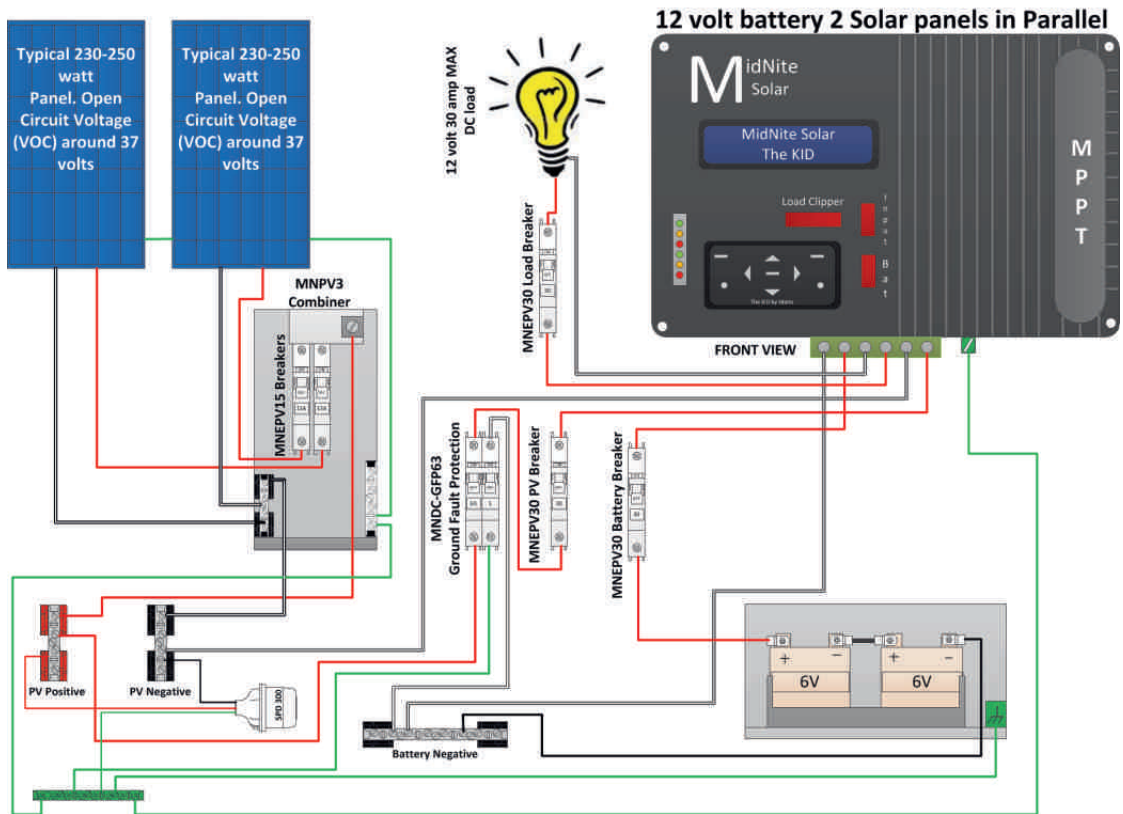 12 volt battery 2 Solar panels in Parallel
Typical 230-250
watt
Panel. Open
Circuit Voltage
(VOC) around 37
volts
Typical 230-250
watt
Panel. Open
Circuit Voltage
(VOC) around 37
volts
12 volt 30 amp MAX
DC load
MidNite
Solar
MidNite Solar
The KID
MPPT
Load Clipper
Input
Bat
MNPV3
Combiner
MNEPV15 Breakers
MNEPV30 Load Breaker
FRONT VIEW
MNDC-GFP63
Ground Fault Protection
MNEPV30 PV Breaker
MNEPV30 Battery Breaker
PV Positive
PV Negative
SPD 300
Battery Negative
+ -
6V
+ -
6V